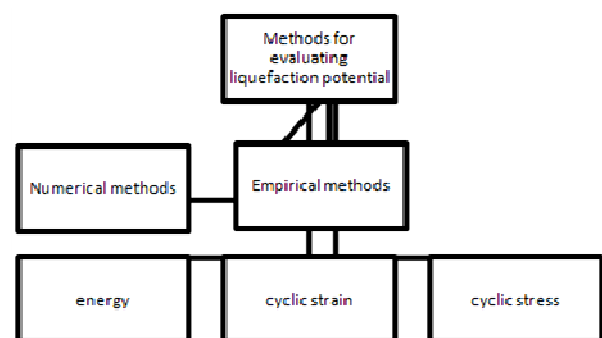 Methods for
evaluating
liquefaction potential
Numerical methods
Empirical methods
energy
cyclic strain
cyclic stress